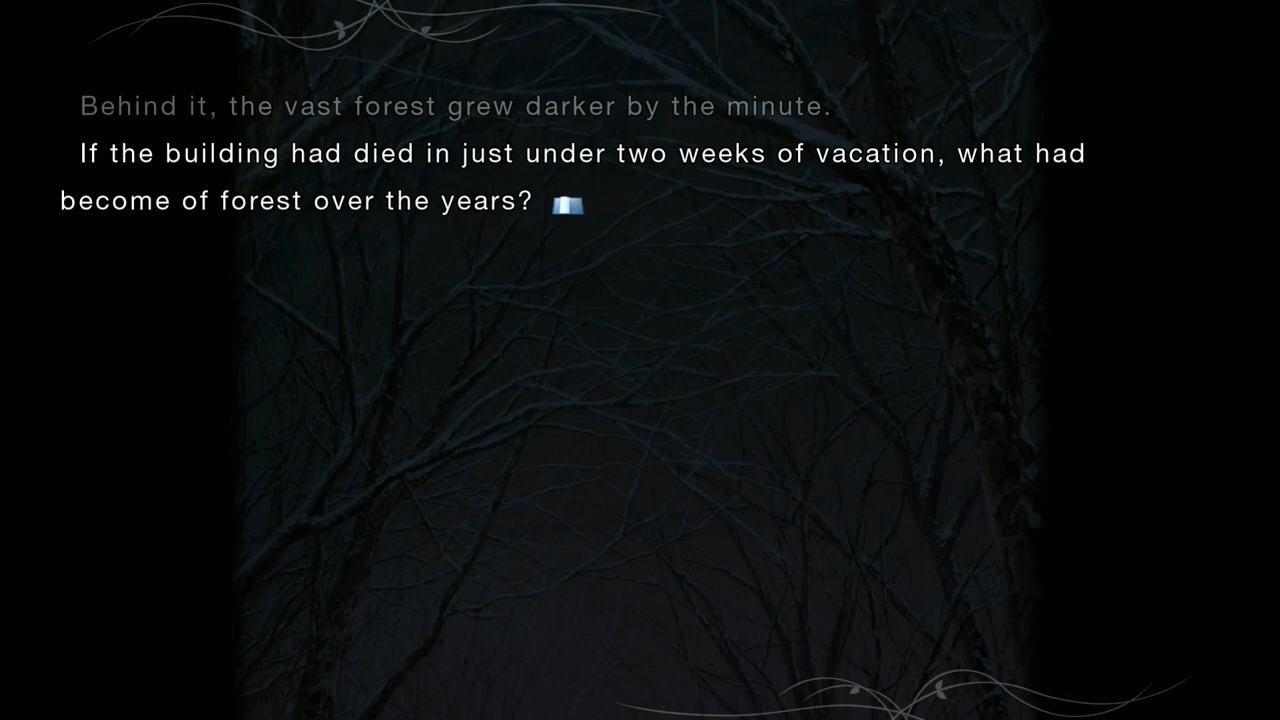 Behind it, the vast forest grew darker by the minute.
If the building had died in just under two weeks of vacation, what had
become of forest over the years?